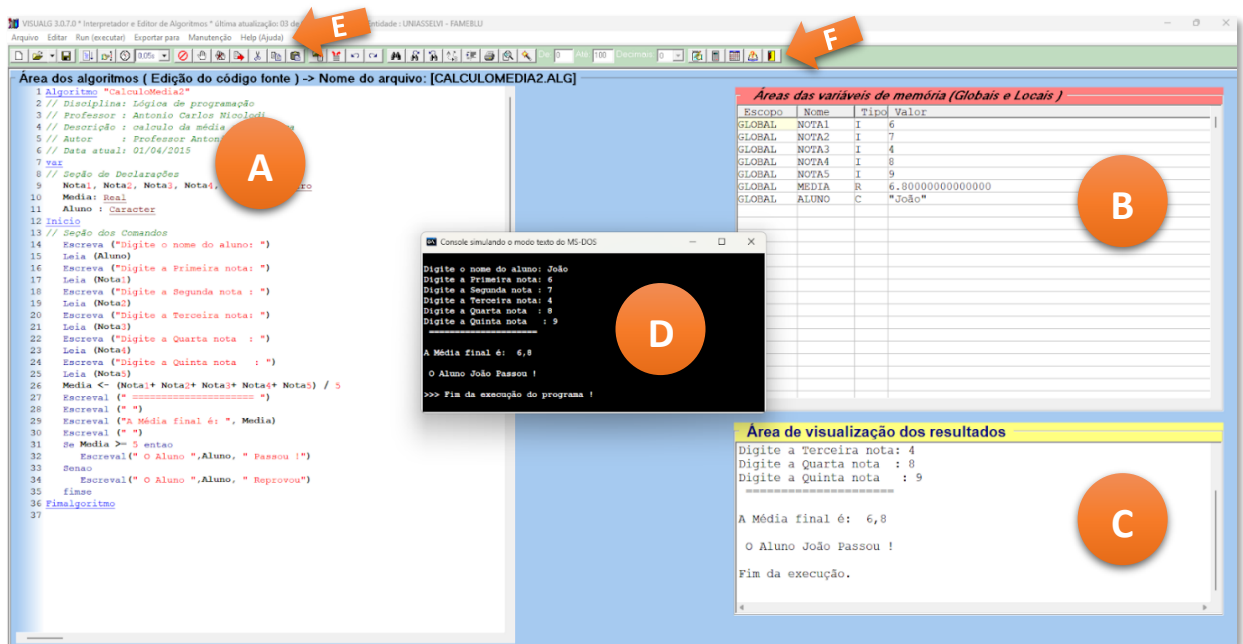 VISUALG 3.0.7.0 * Interpretador e Editor de Algoritmos * última atualização: 03 de ntidade : UNIASSELVI - FAMEBLU
Arquivo Editar Run (executar) Exportar para Manutenção Help (Ajuda)
E
F
0,05s De 0 Até 100 Decimais 0
Área dos algoritmos ( Edição do código fonte ) -> Nome do arquivo: [CALCULOMEDIA2.ALG]
1 Algoritmo "CalculoMedia2"
2 // Disciplina: Lógica de programação
3 // Professor : Antonio Carlos Nicolodi
4 // Descrição : calculo da média
5 // Autor : Professor Anton
6 // Data atual: 01/04/2015
7 var
8 // Seção de Declarações
9 Nota1, Nota2, Nota3, Nota4, ro
10 Media: Real
11 Aluno : Caracter
12 Inicio
13 // Seção dos Comandos
14 Escreva ("Digite o nome do aluno: ")
15 Leia (Aluno)
16 Escreva ("Digite a Primeira nota: ")
17 Leia (Nota1)
18 Escreva ("Digite a Segunda nota : ")
19 Leia (Nota2)
20 Escreva ("Digite a Terceira nota: ")
21 Leia (Nota3)
22 Escreva ("Digite a Quarta nota : ")
23 Leia (Nota4)
24 Escreva ("Digite a Quinta nota : ")
25 Leia (Nota5)
26 Media <- (Nota1+ Nota2+ Nota3+ Nota4+ Nota5) / 5
27 Escreval (" ===================== ")
28 Escreval (" ")
29 Escreval ("A Média final é: ", Media)
30 Escreval (" ")
31 Se Media >= 5 entao
32 Escreval(" O Aluno ",Aluno, " Passou !")
33 Senao
34 Escreval(" O Aluno ",Aluno, " Reprovou")
35 fimse
36 Fimalgoritmo
37
A
Áreas das variáveis de memória (Globais e Locais )
Escopo Nome Tipo Valor
GLOBAL NOTA1 I 6
GLOBAL NOTA2 I 7
GLOBAL NOTA3 I 4
GLOBAL NOTA4 I 8
GLOBAL NOTA5 I 9
GLOBAL MEDIA R 6.80000000000000
GLOBAL ALUNO C "João"
B
Console simulando o modo texto do MS-DOS
Digite o nome do aluno: João
Digite a Primeira nota: 6
Digite a Segunda nota : 7
Digite a Terceira nota: 4
Digite a Quarta nota : 8
Digite a Quinta nota : 9
=====================
A Média final é: 6,8
O Aluno João Passou !
>>> Fim da execução do programa !
D
Área de visualização dos resultados
Digite a Terceira nota: 4
Digite a Quarta nota : 8
Digite a Quinta nota : 9
=====================
A Média final é: 6,8
O Aluno João Passou !
Fim da execução.
C